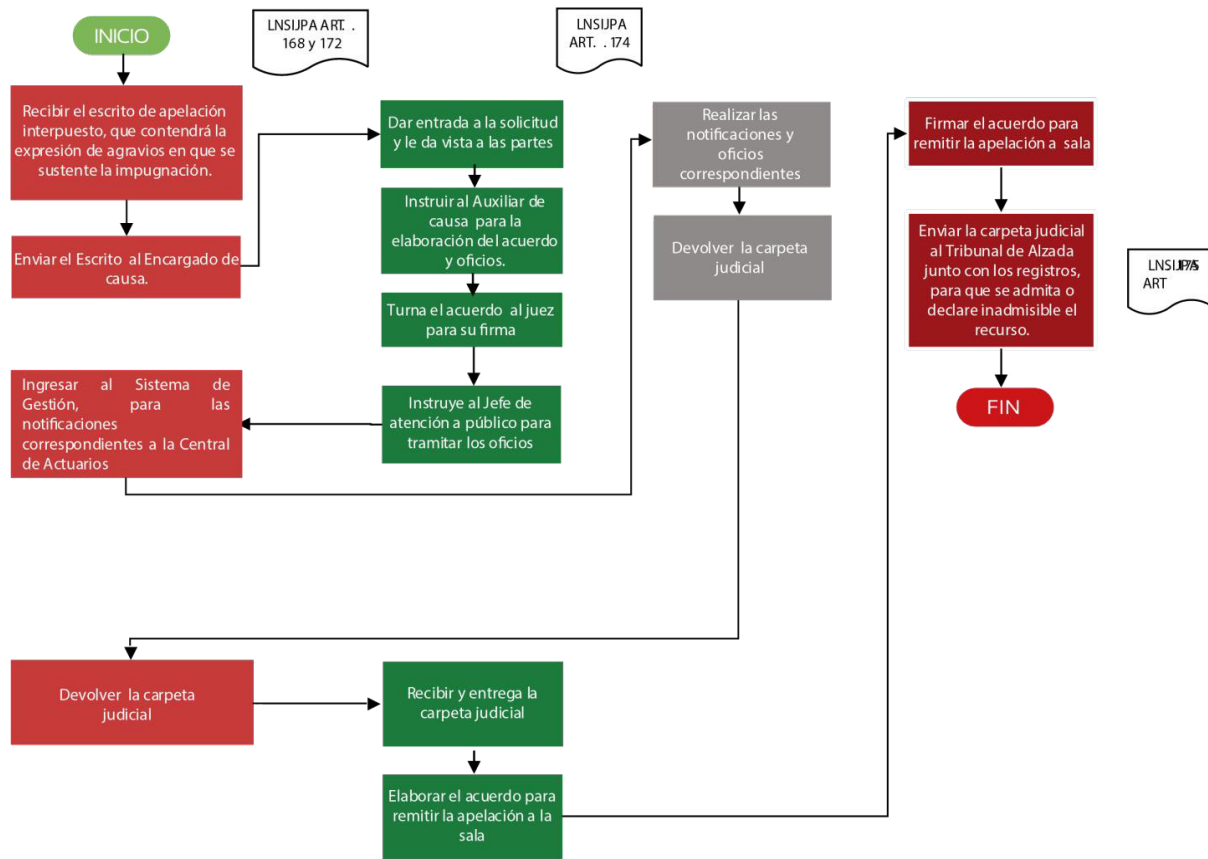 INICIO
LNSIJPA ART. .
168 y 172
LNSIJPA
ART. . 174
Recibir el escrito de apelación
interpuesto, que contendrá la
expresión de agravios en que se
sustente la impugnación.
Enviar el Escrito al Encargado de
causa.
Dar entrada a la solicitud
y le da vista a las partes
Instruir al Auxiliar de
causa para la
elaboración del acuerdo
y oficios.
Turna el acuerdo al juez
para su firma
Instruye al Jefe de
atención a público para
tramitar los oficios
Ingresar al Sistema de
Gestión, para las
notificaciones
correspondientes a la Central
de Actuarios
Realizar las
notificaciones y
oficios
correspondientes
Devolver la carpeta
judicial
Devolver la carpeta
judicial
Recibir y entrega la
carpeta judicial
Elaborar el acuerdo para
remitir la apelación a la
sala
Firmar el acuerdo para
remitir la apelación a sala
Enviar la carpeta judicial
al Tribunal de Alzada
junto con los registros,
para que se admita o
declare inadmisible el
recurso.
ART
FIN